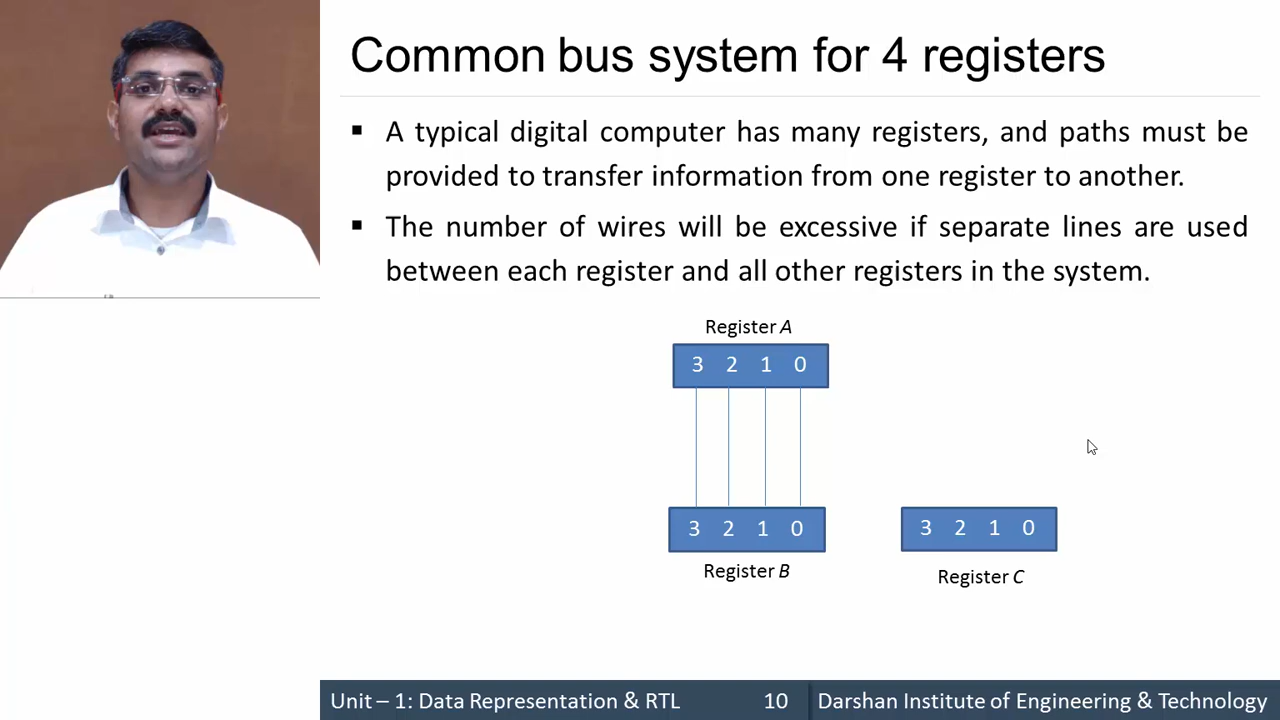 Common bus system for 4 registers
▪ A typical digital computer has many registers, and paths must be
provided to transfer information from one register to another.
▪ The number of wires will be excessive if separate lines are used
between each register and all other registers in the system.
Register A
3 2 1 0
3 2 1 0
Register B
3 2 1 0
Register C
Unit – 1: Data Representation & RTL 10 Darshan Institute of Engineering & Technology